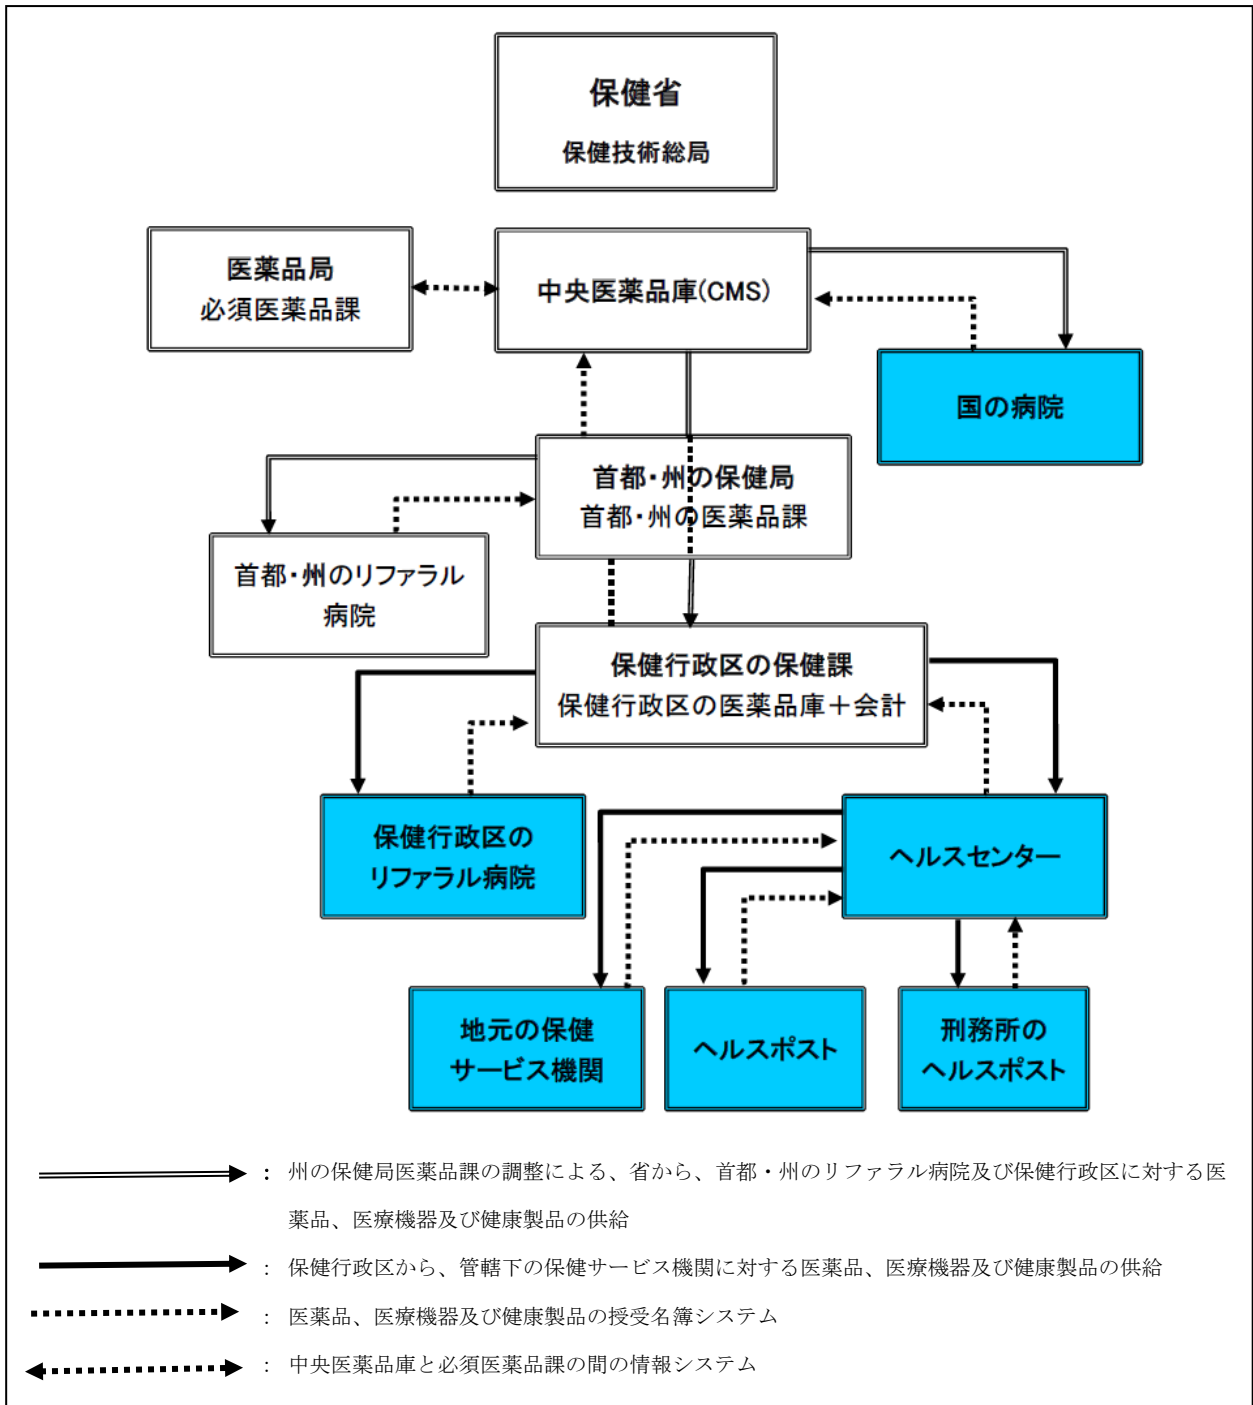 保健省
保健技術総局
医薬品局
必須医薬品課
中央医薬品庫(CMS)
国の病院
首都・州の保健局
首都・州の医薬品課
首都・州のリファラル
病院
保健行政区の保健課
保健行政区の医薬品庫＋会計
保健行政区の
リファラル病院
ヘルスセンター
地元の保健
サービス機関
ヘルスポスト
刑務所の
ヘルスポスト
： 州の保健局医薬品課の調整による、省から、首都・州のリファラル病院及び保健行政区に対する医
薬品、医療機器及び健康製品の供給
： 保健行政区から、管轄下の保健サービス機関に対する医薬品、医療機器及び健康製品の供給
： 医薬品、医療機器及び健康製品の授受名簿システム
： 中央医薬品庫と必須医薬品課の間の情報システム